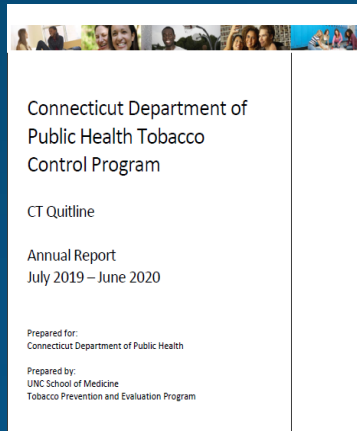 Connecticut Department of
Public Health Tobacco
Control Program
CT Quitline
Annual Report
July 2019 – June 2020
Prepared for:
Connecticut Department of Public Health
Prepared by:
UNC School of Medicine
Tobacco Prevention and Evaluation Program